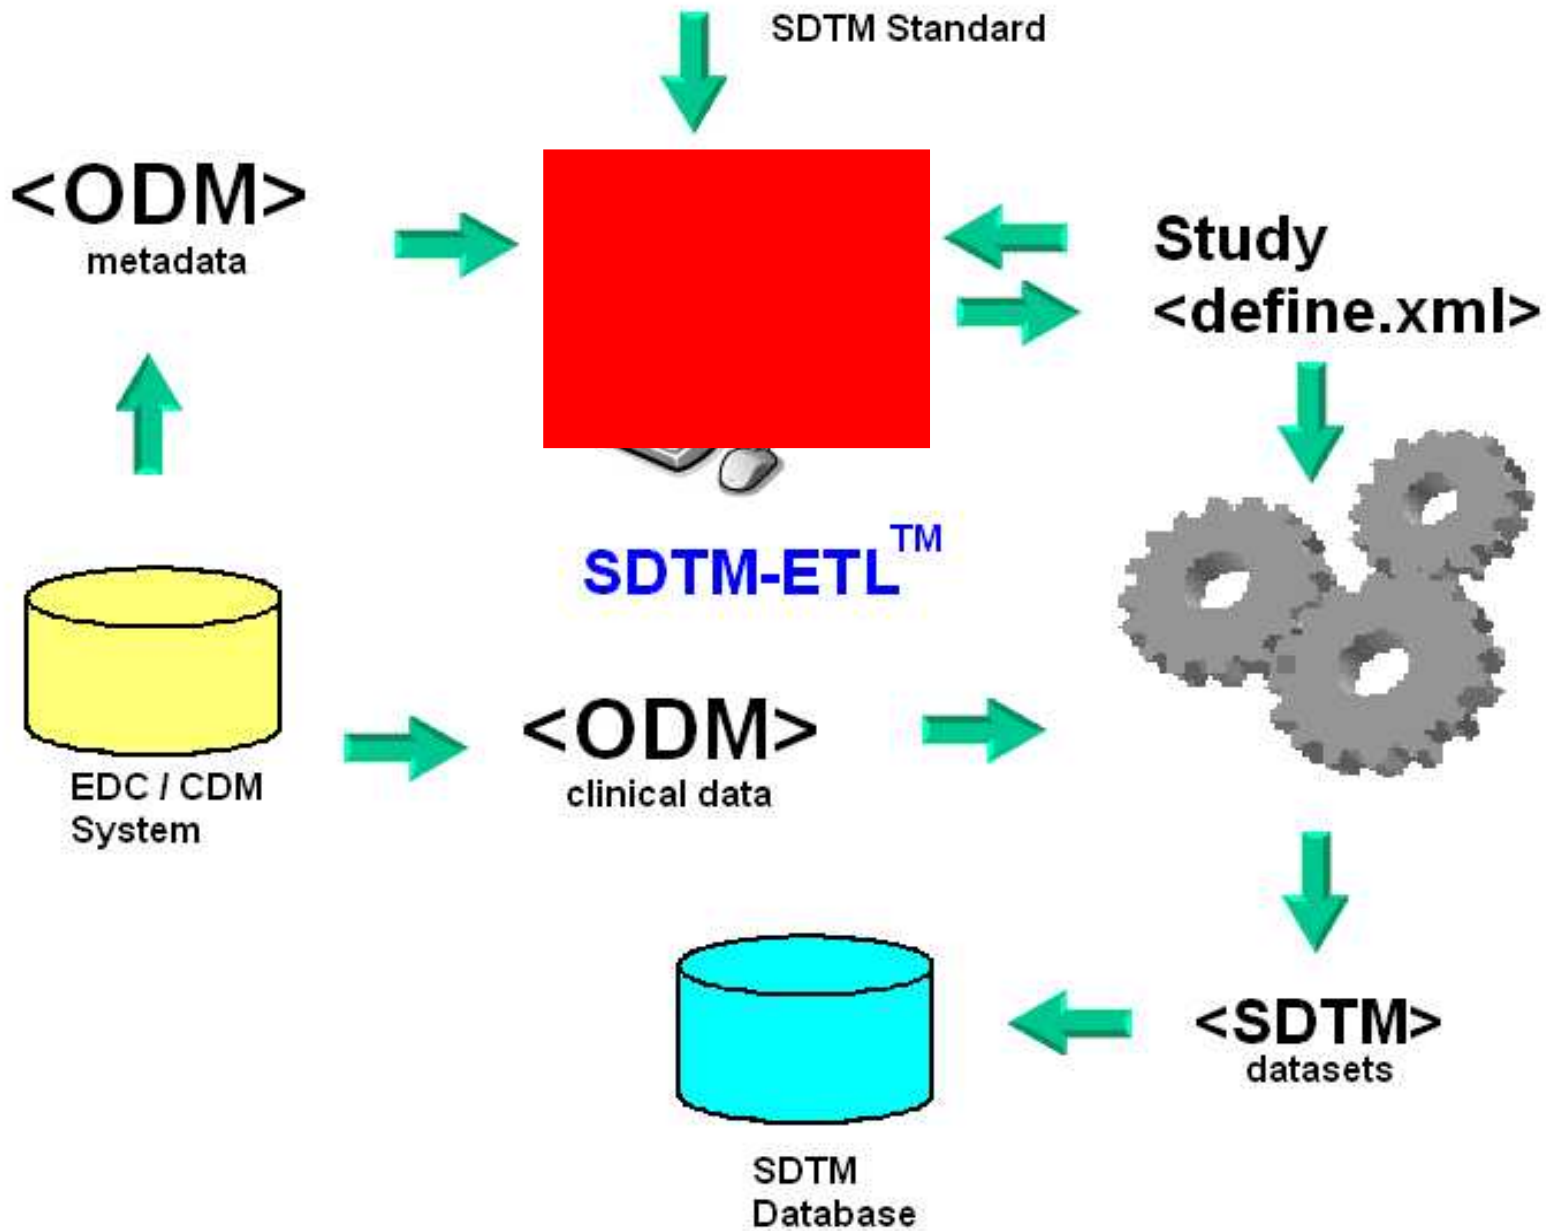 SDTM Standard
<ODM>
metadata
Study
<define.xml>
SDTM-ETL™
EDC / CDM
System
<ODM>
clinical data
<SDTM>
datasets
SDTM
Database